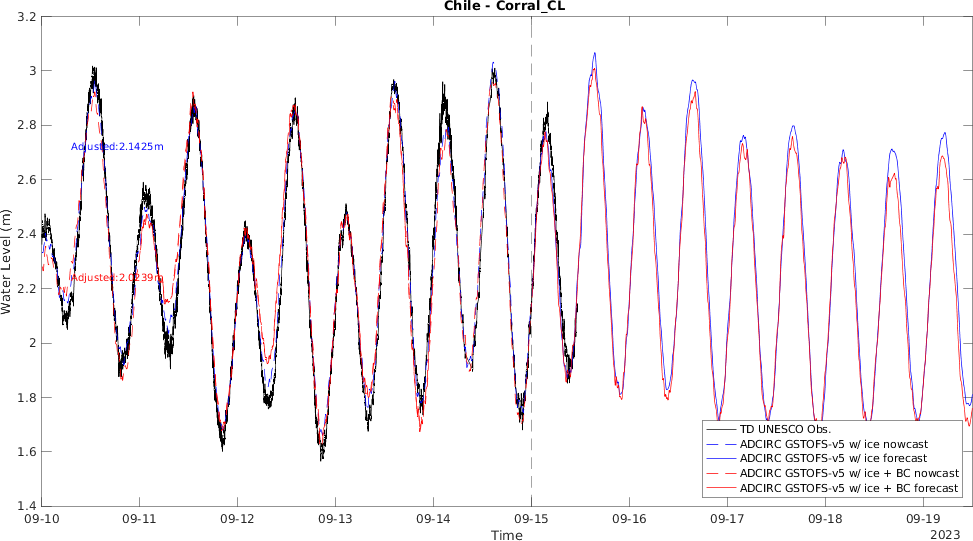 Chile - Corral_CL
3.2
3
2.8
2.6
2.4
2.2
2
1.8
1.6
1.4
Water Level (m)
Adjusted:2.1425m
Adjusted:2.0239m
TD UNESCO Obs.
ADCIRC GSTOFS-v5 w/ ice nowcast
ADCIRC GSTOFS-v5 w/ ice forecast
ADCIRC GSTOFS-v5 w/ ice + BC nowcast
ADCIRC GSTOFS-v5 w/ ice + BC forecast
09-10 09-11 09-12 09-13 09-14 09-15 09-16 09-17 09-18 09-19
Time
2023